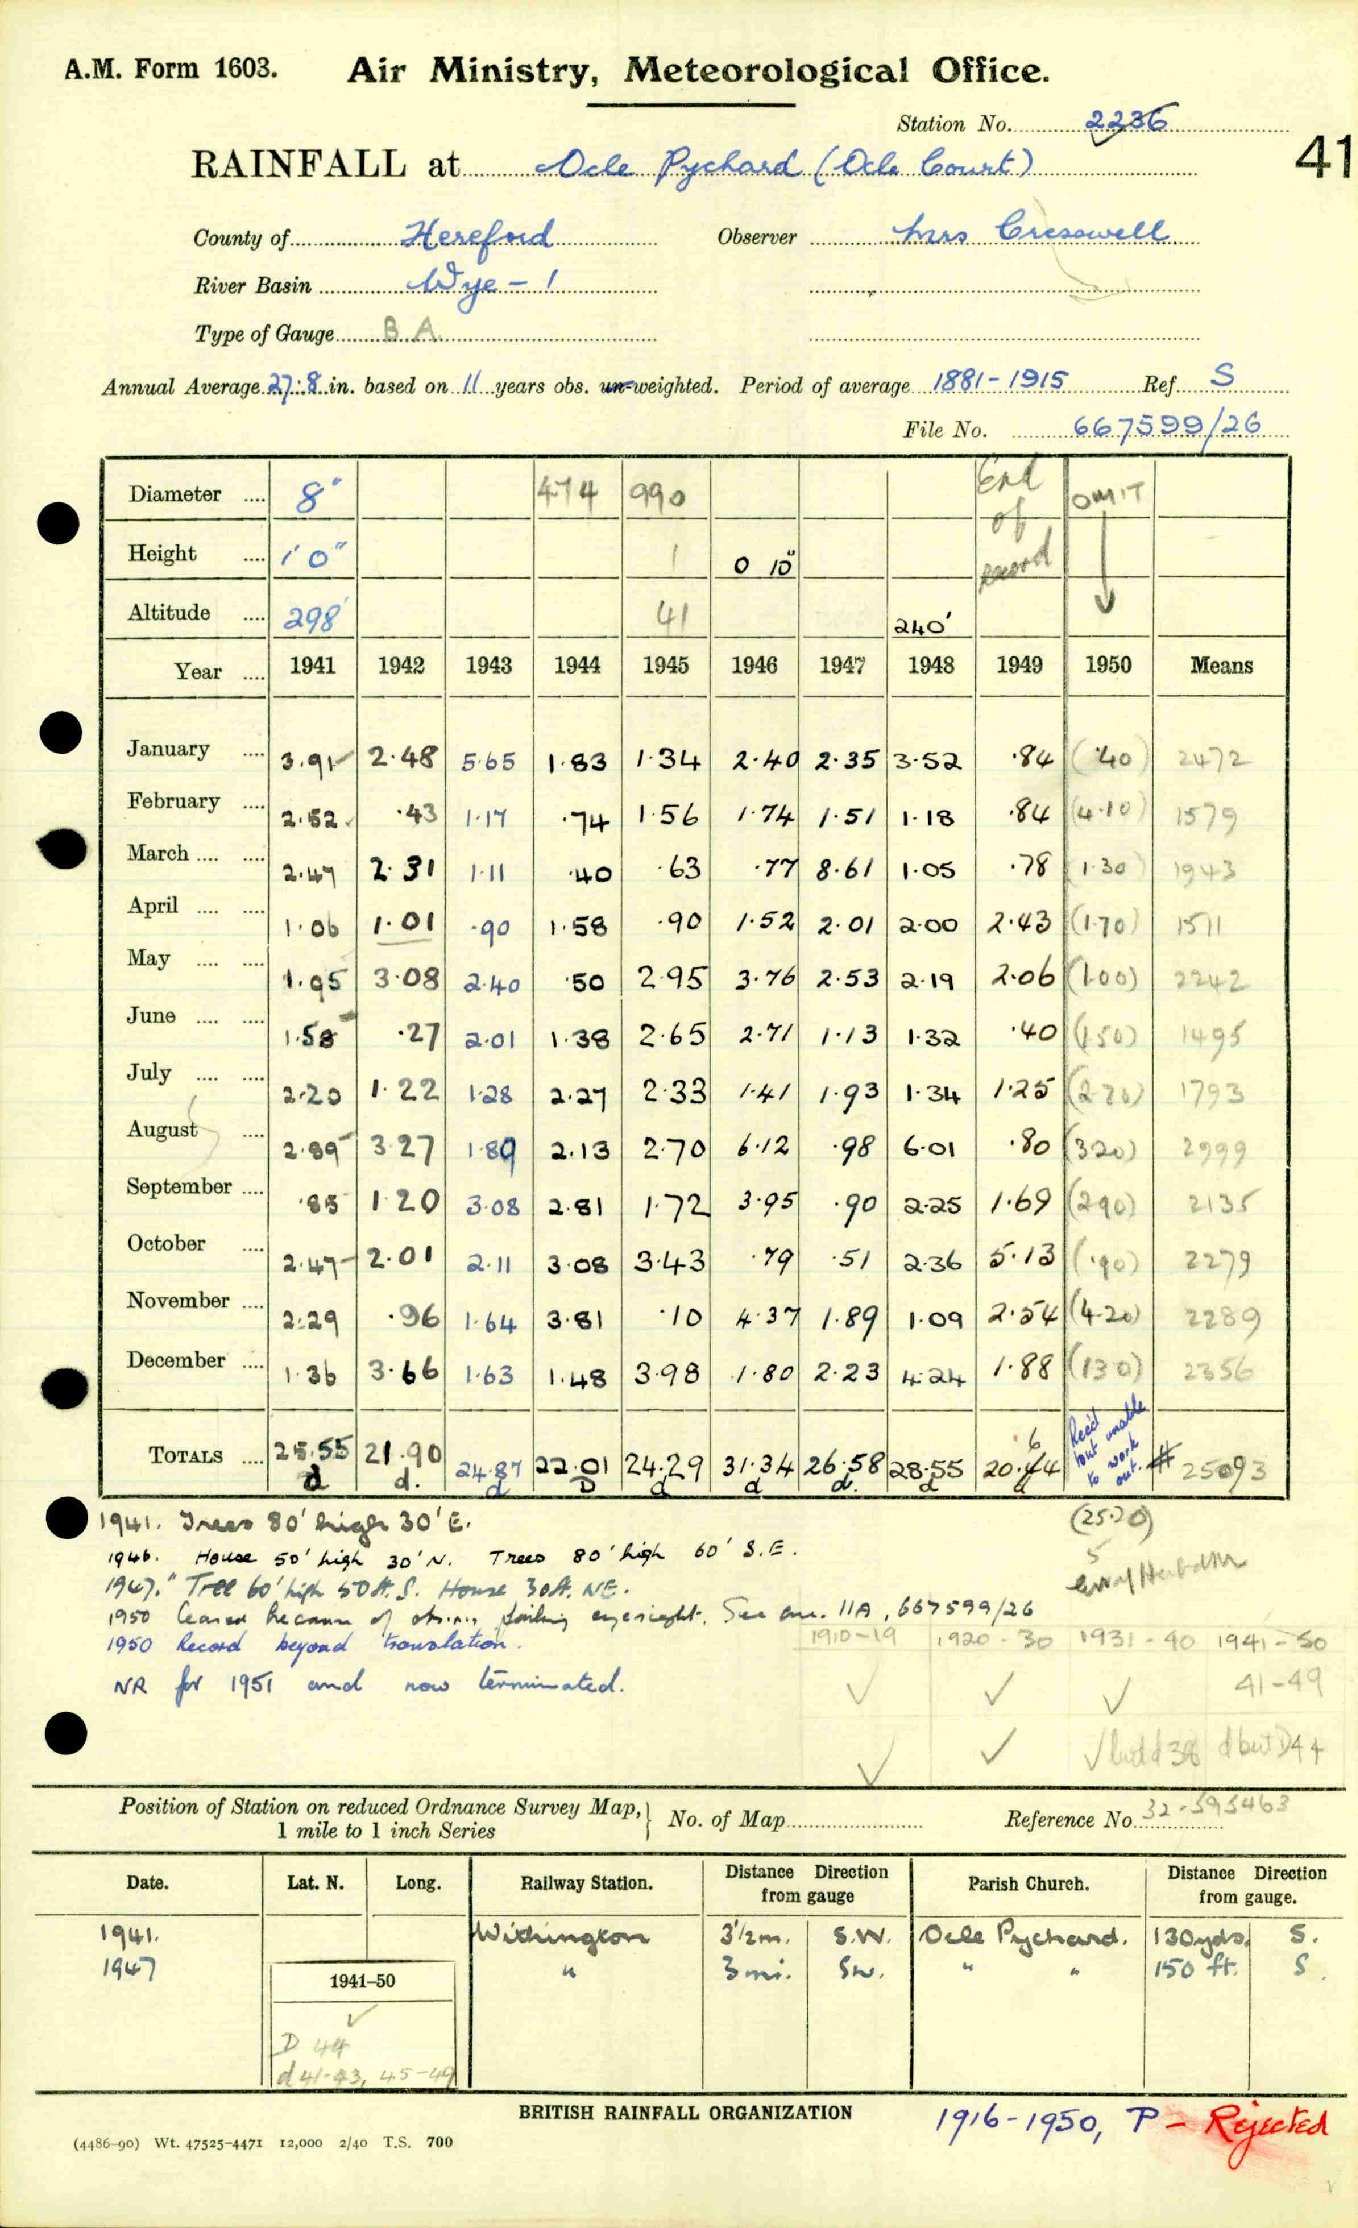 A.M. Form 1603. Air Ministry, Meteorological Office.
Station No. 2236
RAINFALL at Ocle Pychard (Ocle Court) 41
County of Hereford Observer Mrs Cresswell
River Basin Wye - 1
Type of Gauge B A.
Annual Average 27.8 in. based on 11 years obs. un-weighted. Period of average 1881-1915 Ref. S
File No. 667599/26
Diameter .... 8" 474 990 End of record OMIT
Height .... 1' 0" 1 0 10"
Altitude .... 298' 41 240'
Year .... 1941 1942 1943 1944 1945 1946 1947 1948 1949 1950 Means
January .... 3.91 2.48 5.65 1.83 1.34 2.40 2.35 3.52 .84 (.40) 2472
February .... 2.52 .43 1.17 .74 1.56 1.74 1.51 1.18 .84 (4.10) 1579
March .... .... 2.47 2.31 1.11 .40 .63 .77 8.61 1.05 .78 (1.30) 1943
April .... .... 1.06 1.01 .90 1.58 .90 1.52 2.01 2.00 2.43 (1.70) 1511
May .... .... 1.95 3.08 2.40 .50 2.95 3.76 2.53 2.19 2.06 (1.00) 2242
June .... .... 1.58 .27 2.01 1.38 2.65 2.71 1.13 1.32 .40 (1.50) 1495
July .... .... 2.20 1.22 1.28 2.27 2.33 1.41 1.93 1.34 1.25 (2.70) 1793
August .... 2.89 3.27 1.89 2.13 2.70 6.12 .98 6.01 .80 (3.20) 2999
September .... .85 1.20 3.08 2.81 1.72 3.95 .90 2.25 1.69 (2.90) 2135
October .... 2.47 2.01 2.11 3.08 3.43 .79 .51 2.36 5.13 (.90) 2279
November .... 2.29 .96 1.64 3.81 .10 4.37 1.89 1.09 2.54 (4.20) 2289
December .... 1.36 3.66 1.63 1.48 3.98 1.80 2.23 4.24 1.88 (1.30) 2356
TOTALS .... 25.55 21.90 24.87 22.01 24.29 31.34 26.58 28.55 20.44 6 Rec'd but unable to work out. # 25093
d d. d D d d d. d d
1941. Trees 80' high 30' E. (25.20)
1946. House 50' high 30' N. Trees 80' high 60' S.E. 5
1947. " Tree 60' high 50ft. S. House 30ft. NE.
1950 Ceased because of obsrs. failing eyesight. See enc. 11A, 667599/26
1950 Record beyond translation. 1910-19 1920-30 1931-40 1941-50
NR for 1951 and now terminated. 41-49
but d 38 d but D44
Position of Station on reduced Ordnance Survey Map, 1 mile to 1 inch Series No. of Map Reference No. 32-595463
Date. Lat. N. Long. Railway Station. Distance Direction from gauge Parish Church. Distance Direction from gauge.
1941. Withington 3½m. S.W. Ocle Pychard. 130yds. S.
1947 " 3 mi. SW. " " 150 ft. S.
1941-50
D 44
d 41-43, 45-49
BRITISH RAINFALL ORGANIZATION 1916-1950, P - Rejected
(4486-90) Wt. 47525-4471 12,000 2/40 T.S. 700